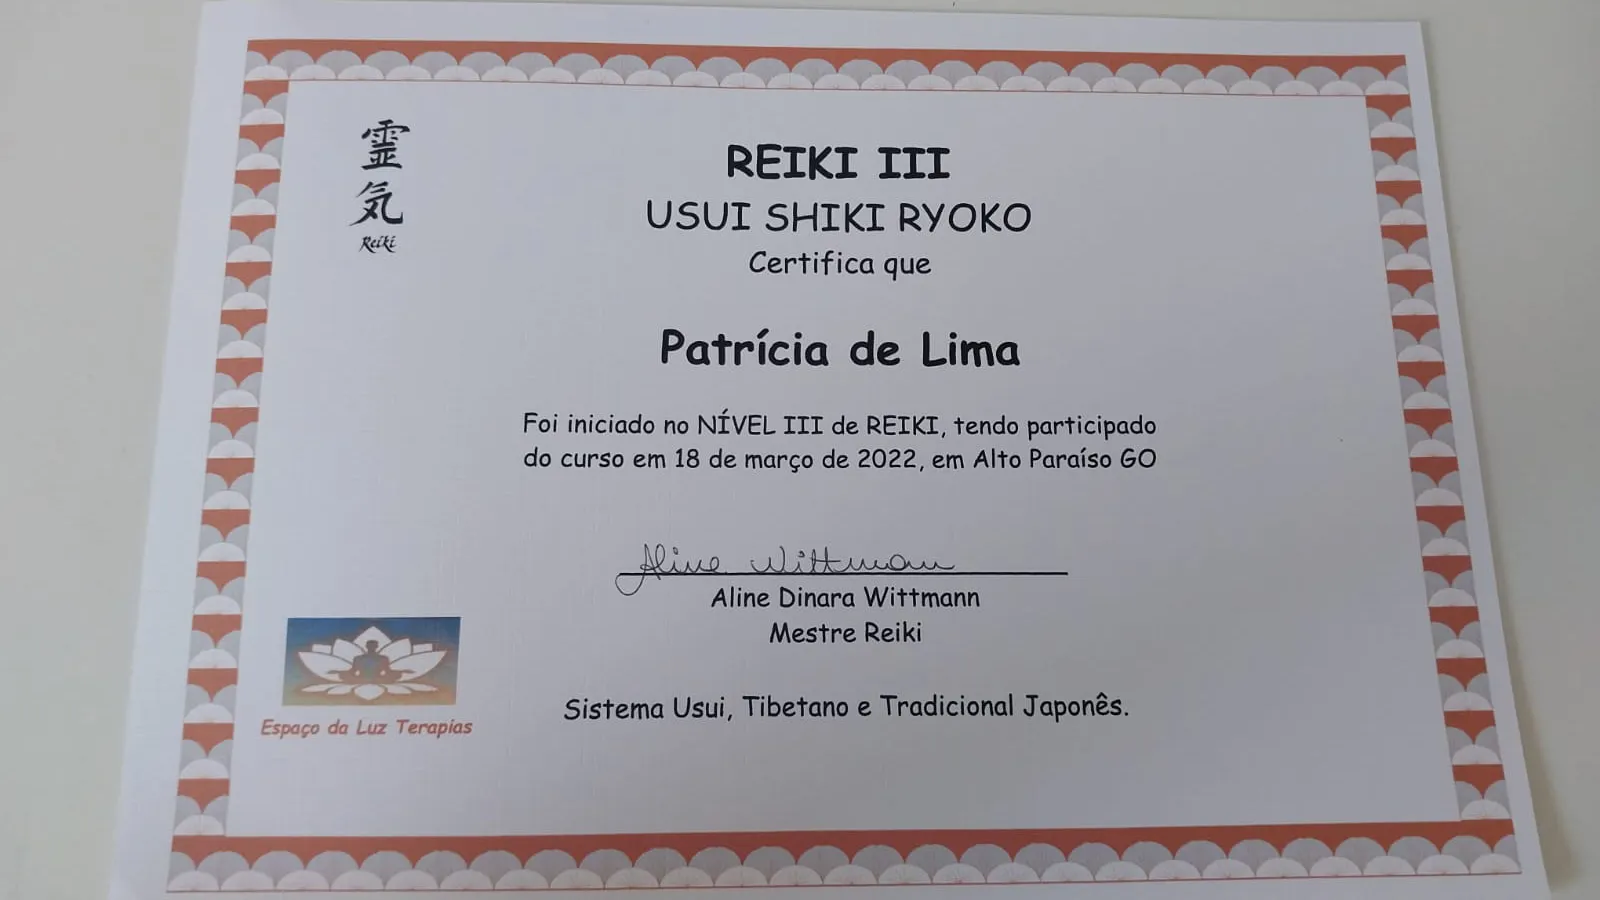 靈
気
Reiki
REIKI III
USUI SHIKI RYOKO
Certifica que
Patrícia de Lima
Foi iniciado no NÍVEL III de REIKI, tendo participado
do curso em 18 de março de 2022, em Alto Paraíso GO
Aline Wittmann
Aline Dinara Wittmann
Mestre Reiki
Sistema Usui, Tibetano e Tradicional Japonês.
Espaço da Luz Terapias